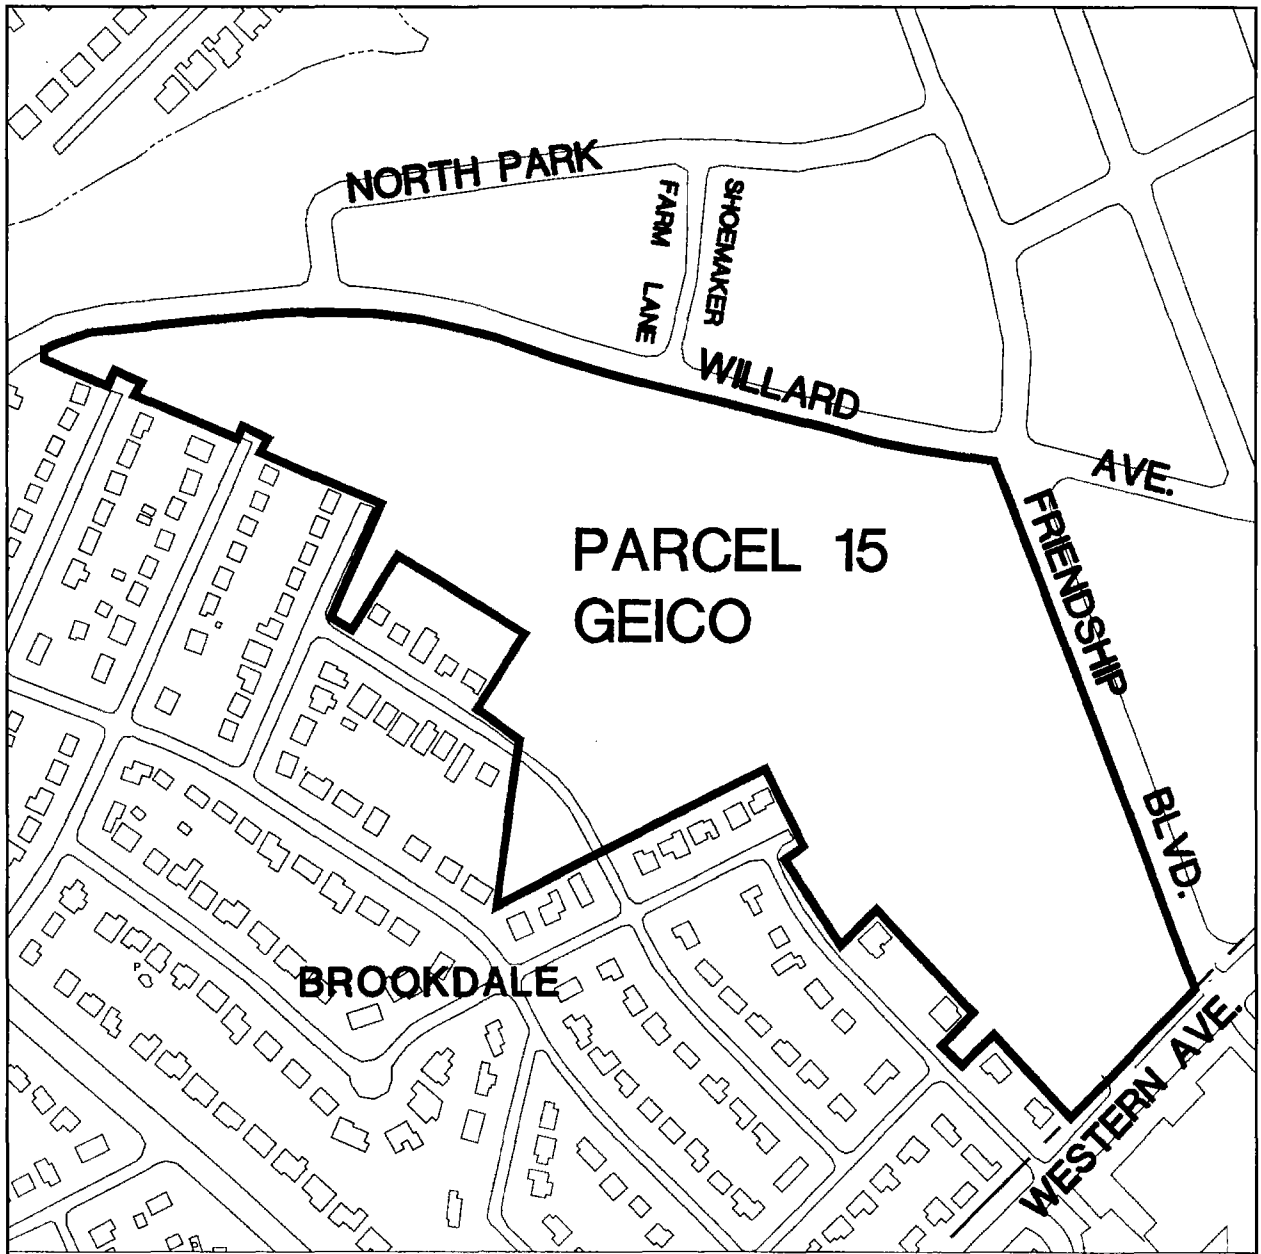 NORTH PARK
SHOEMAKER
FARM LANE
WILLARD
AVE.
PARCEL 15
GEICO
FRIENDSHIP
BLVD.
BROOKDALE
WESTERN AVE.